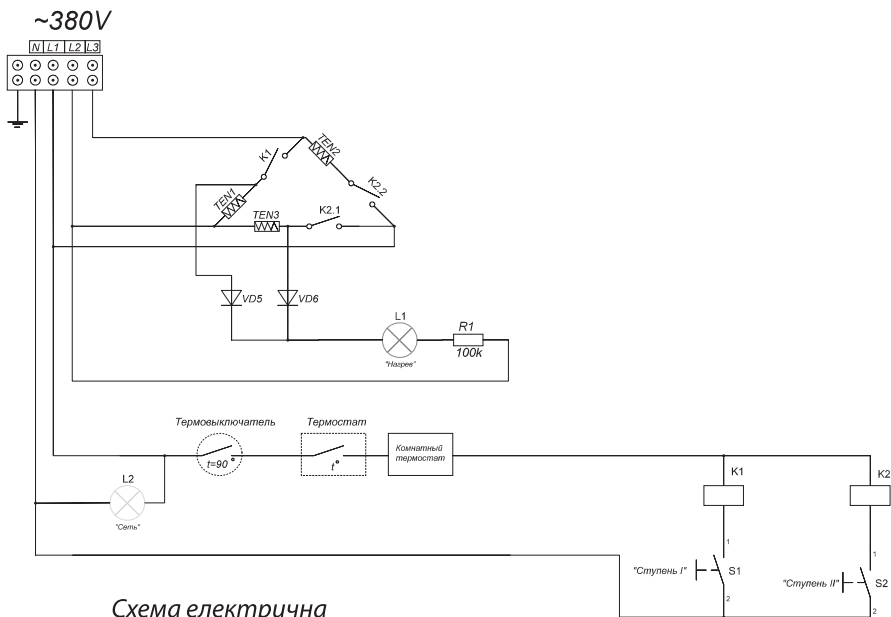 ~380V
N L1 L2 L3
K1
TEN2
TEN1
K2.2
TEN3
K2.1
VD5
VD6
L1
R1
"Нагрев"
100k
Термовыключатель
Термостат
t=90°
t°
Комнатный
термостат
L2
"Сеть"
K1
K2
1
1
"Ступень I"
S1
"Ступень II"
S2
2
2
Схема електрична